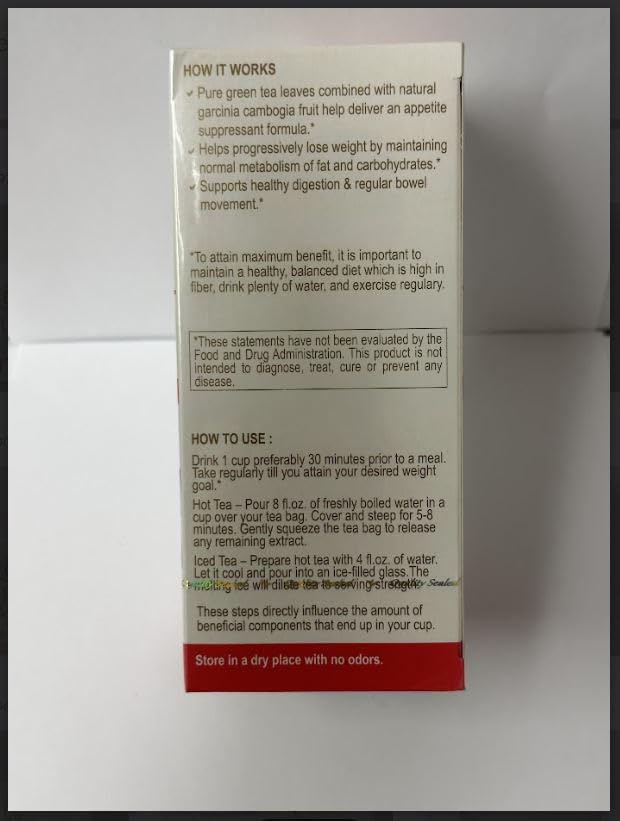 HOW IT WORKS
✓ Pure green tea leaves combined with natural
garcinia cambogia fruit help deliver an appetite
suppressant formula.*
✓ Helps progressively lose weight by maintaining
normal metabolism of fat and carbohydrates.*
✓ Supports healthy digestion & regular bowel
movement.*
*To attain maximum benefit, it is important to
maintain a healthy, balanced diet which is high in
fiber, drink plenty of water, and exercise regulary.
*These statements have not been evaluated by the
Food and Drug Administration. This product is not
intended to diagnose, treat, cure or prevent any
disease.
HOW TO USE :
Drink 1 cup preferably 30 minutes prior to a meal.
Take regularly till you attain your desired weight
goal.*
Hot Tea – Pour 8 fl.oz. of freshly boiled water in a
cup over your tea bag. Cover and steep for 5-8
minutes. Gently squeeze the tea bag to release
any remaining extract.
Iced Tea – Prepare hot tea with 4 fl.oz. of water.
Let it cool and pour into an ice-filled glass.The
melting ice will dilute tea to serving strength.
Quality Sealed
These steps directly influence the amount of
beneficial components that end up in your cup.
Store in a dry place with no odors.